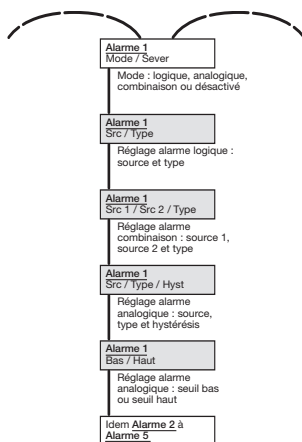 Alarme 1
Mode / Sever
Mode : logique, analogique,
combinaison ou désactivé
Alarme 1
Src / Type
Réglage alarme logique :
source et type
Alarme 1
Src 1 / Src 2 / Type
Réglage alarme
combinaison : source 1,
source 2 et type
Alarme 1
Src / Type / Hyst
Réglage alarme
analogique : source,
type et hystérésis
Alarme 1
Bas / Haut
Réglage alarme
analogique : seuil bas
ou seuil haut
Idem Alarme 2 à
Alarme 5